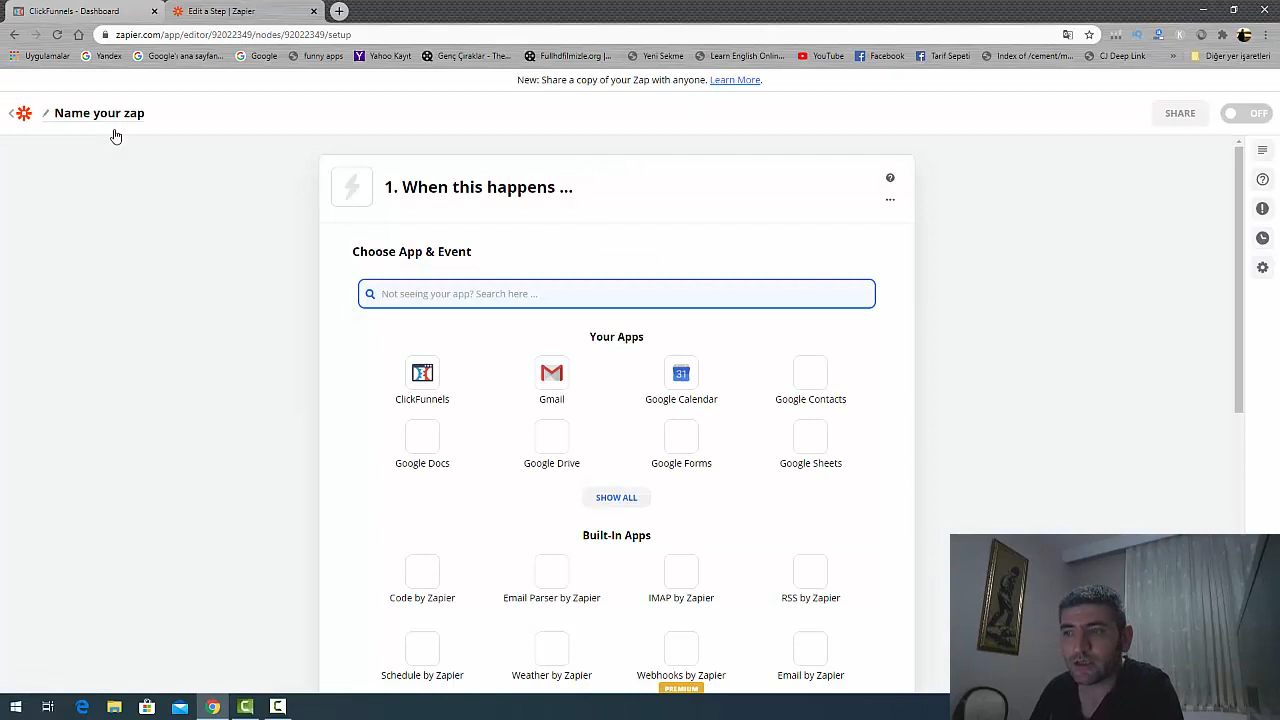 ClickFunnels - Dashboard
Edit a Step | Zapier
zapier.com/app/editor/92022349/nodes/92022349/setup
Uygulamalar Yandex Google'ı ana sayfan... Google funny apps Yahoo Kayıt Genç Çıraklar – The... Fullhdfilmizle.org |... Yeni Sekme Learn English Online... YouTube Facebook Tarif Sepeti Index of /cement/m... CJ Deep Link » Diğer yer işaretleri
New: Share a copy of your Zap with anyone. Learn More.
Name your zap
SHARE
OFF
1. When this happens ...
Choose App & Event
Not seeing your app? Search here ...
Your Apps
ClickFunnels Gmail Google Calendar Google Contacts
31
Google Docs Google Drive Google Forms Google Sheets
SHOW ALL
Built-In Apps
Code by Zapier Email Parser by Zapier IMAP by Zapier RSS by Zapier
Schedule by Zapier Weather by Zapier Webhooks by Zapier Email by Zapier
PREMIUM